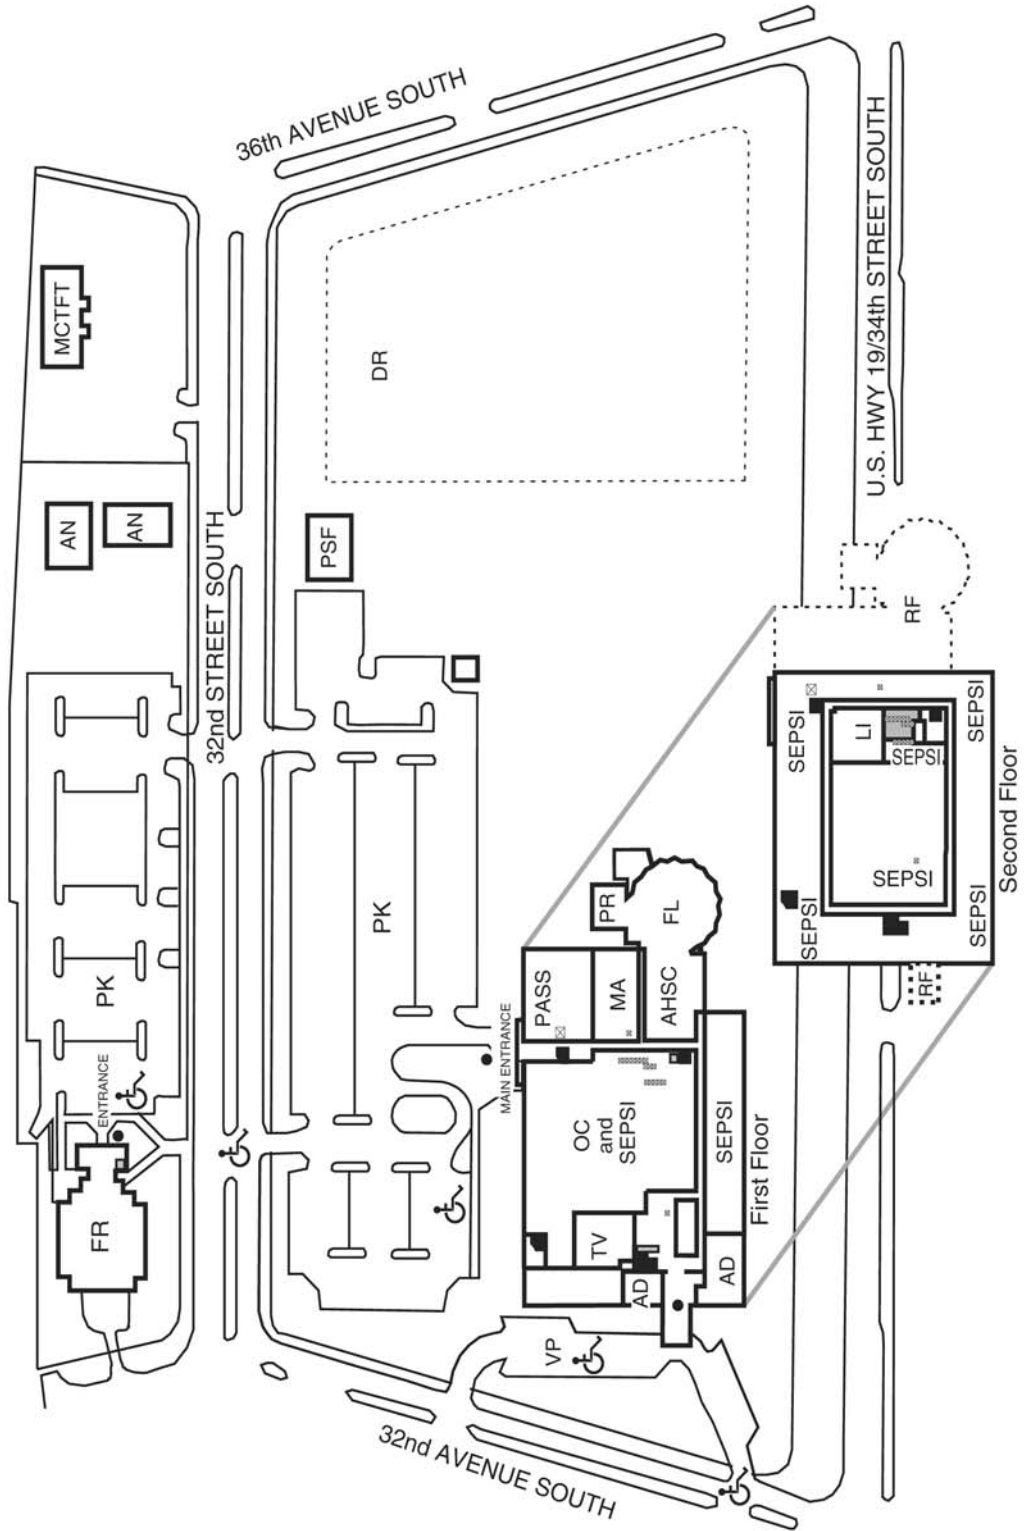 36th AVENUE SOUTH
MCTFT
DR
U.S. HWY 19/34th STREET SOUTH
AN
AN
32nd STREET SOUTH
PSF
RF
PK
PK
ENTRANCE
FR
MAIN ENTRANCE
PASS
MA
PR
FL
AHSC
OC
and
SEPSI
SEPSI
TV
AD
AD
First Floor
SEPSI
SEPSI
LI
SEPSI
SEPSI
SEPSI
SEPSI
RF
Second Floor
VP
32nd AVENUE SOUTH